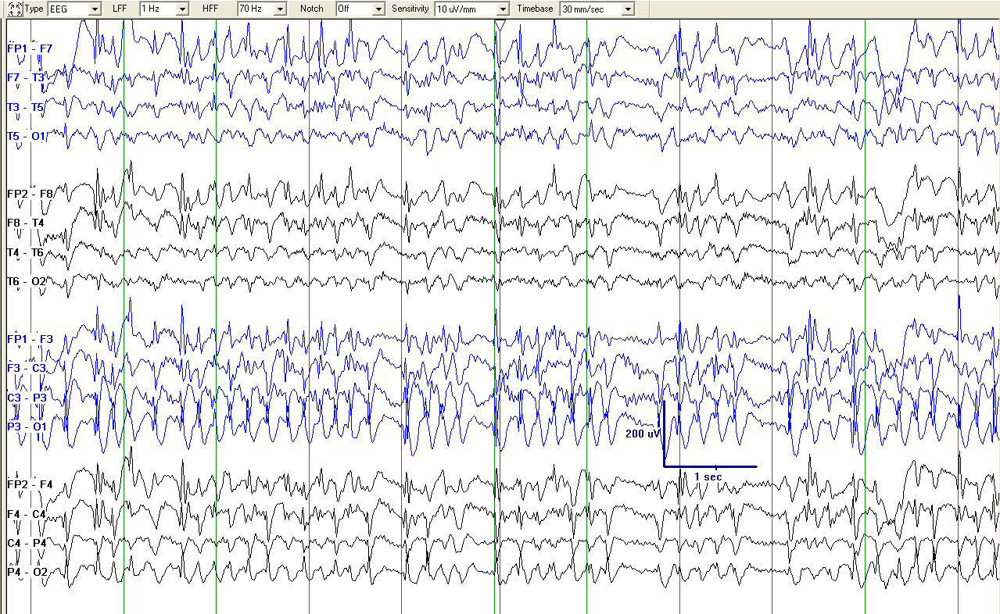 Type EEG LFF 1 Hz HFF 70 Hz Notch Off Sensitivity 10 uV/mm Timebase 30 mm/sec
FP1 - F7
F7 - T3
T3 - T5
T5 - O1
FP2 - F8
F8 - T4
T4 - T6
T6 - O2
FP1 - F3
F3 - C3
C3 - P3
P3 - O1
200 uV
1 sec
FP2 - F4
F4 - C4
C4 - P4
P4 - O2